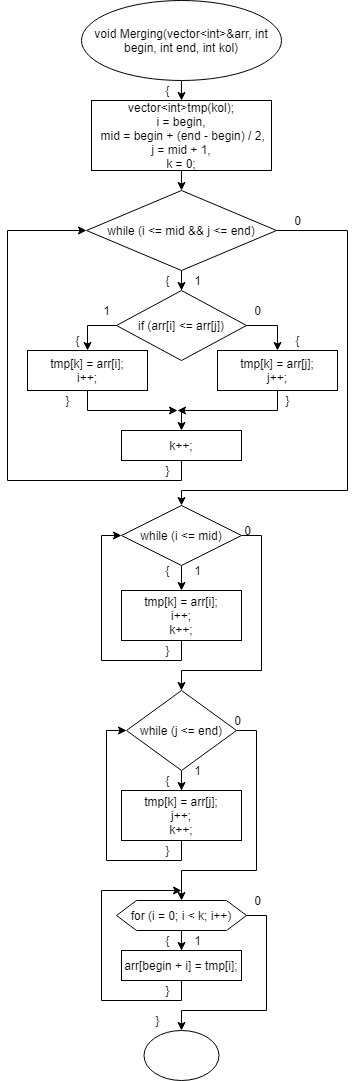 void Merging(vector<int>&arr, int
begin, int end, int kol)
{
vector<int>tmp(kol);
i = begin,
mid = begin + (end - begin) / 2,
j = mid + 1,
k = 0;
while (i <= mid && j <= end)
0
{ 1
if (arr[i] <= arr[j])
1
0
{
{
tmp[k] = arr[i];
i++;
tmp[k] = arr[j];
j++;
}
}
k++;
}
while (i <= mid)
0
{ 1
tmp[k] = arr[i];
i++;
k++;
}
while (j <= end)
0
{ 1
tmp[k] = arr[j];
j++;
k++;
}
for (i = 0; i < k; i++)
0
{ 1
arr[begin + i] = tmp[i];
}
}